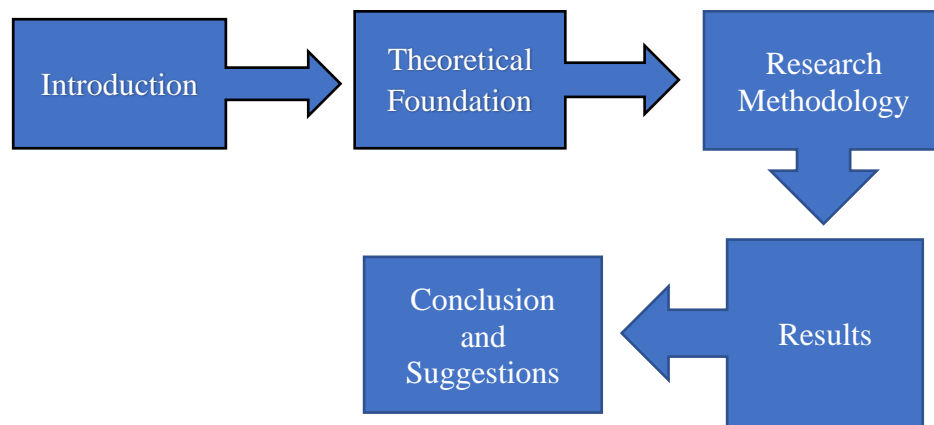 Introduction
Theoretical
Foundation
Research
Methodology
Results
Conclusion
and
Suggestions